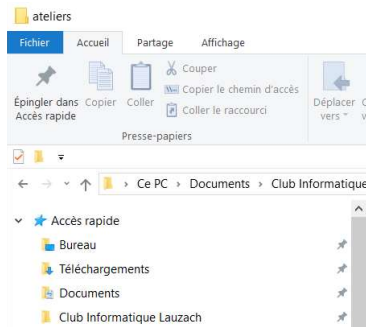 ateliers
Fichier Accueil Partage Affichage
Épingler dans Accès rapide
Copier
Coller
Couper
Copier le chemin d'accès
Coller le raccourci
Déplacer vers
Presse-papiers
Ce PC > Documents > Club Informatique
Accès rapide
Bureau
Téléchargements
Documents
Club Informatique Lauzach